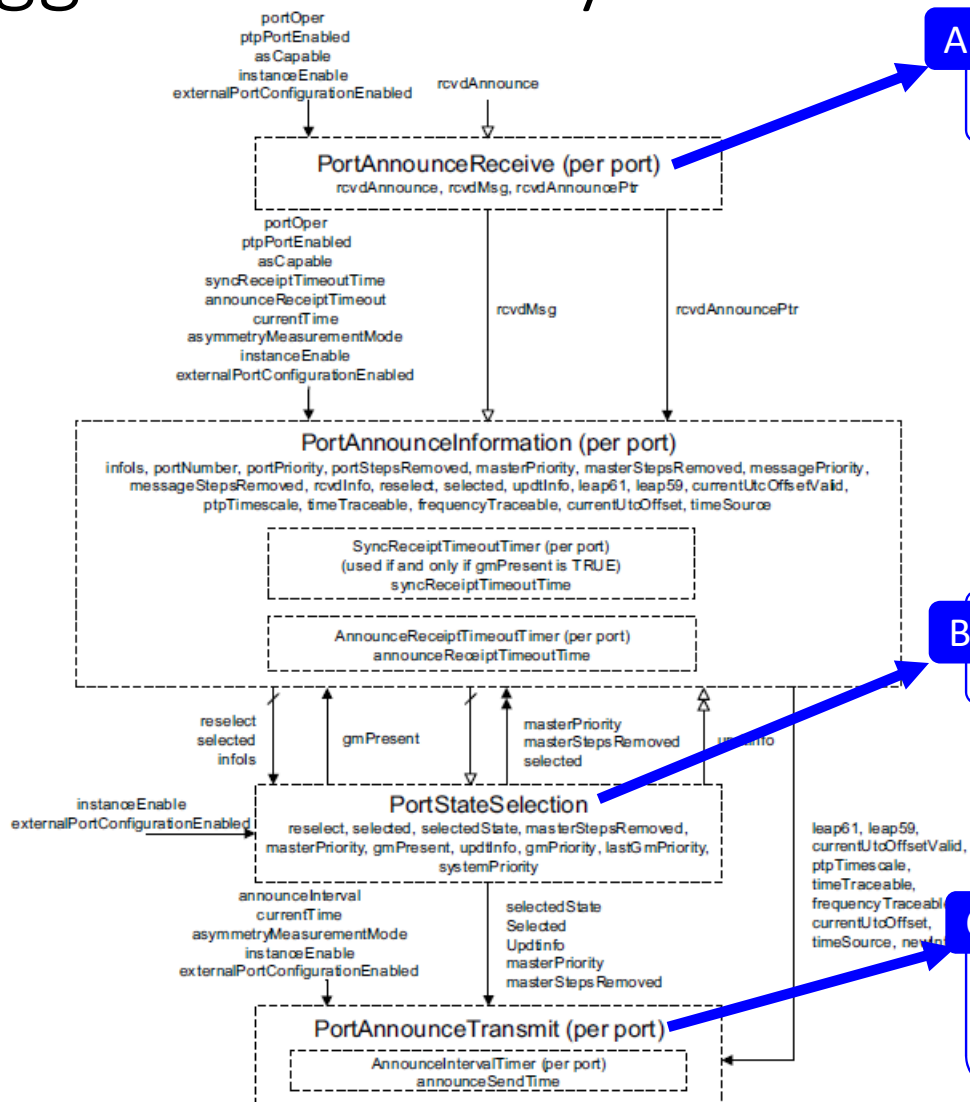 portOper
ptpPortEnabled
asCapable
instanceEnable
externalPortConfigurationEnabled
rcvdAnnounce
A
PortAnnounceReceive (per port)
rcvdAnnounce, rcvdMsg, rcvdAnnouncePtr
portOper
ptpPortEnabled
asCapable
syncReceiptTimeoutTime
announceReceiptTimeout
currentTime
asymmetryMeasurementMode
instanceEnable
externalPortConfigurationEnabled
rcvdMsg
rcvdAnnouncePtr
PortAnnounceInformation (per port)
infoIs, portNumber, portPriority, portStepsRemoved, masterPriority, masterStepsRemoved, messagePriority,
messageStepsRemoved, rcvdInfo, reselect, selected, updtInfo, leap61, leap59, currentUtcOffsetValid,
ptpTimescale, timeTraceable, frequencyTraceable, currentUtcOffset, timeSource
SyncReceiptTimeoutTimer (per port)
(used if and only if gmPresent is TRUE)
syncReceiptTimeoutTime
AnnounceReceiptTimeoutTimer (per port)
announceReceiptTimeoutTime
B
reselect
selected
infoIs
gmPresent
masterPriority
masterStepsRemoved
selected
updtInfo
instanceEnable
externalPortConfigurationEnabled
PortStateSelection
reselect, selected, selectedState, masterStepsRemoved,
masterPriority, gmPresent, updtInfo, gmPriority, lastGmPriority,
systemPriority
leap61, leap59,
currentUtcOffsetValid,
ptpTimescale,
timeTraceable,
frequencyTraceable
currentUtcOffset,
timeSource,
announceInterval
currentTime
asymmetryMeasurementMode
instanceEnable
externalPortConfigurationEnabled
selectedState
Selected
Updtinfo
masterPriority
masterStepsRemoved
PortAnnounceTransmit (per port)
AnnounceIntervalTimer (per port)
announceSendTime